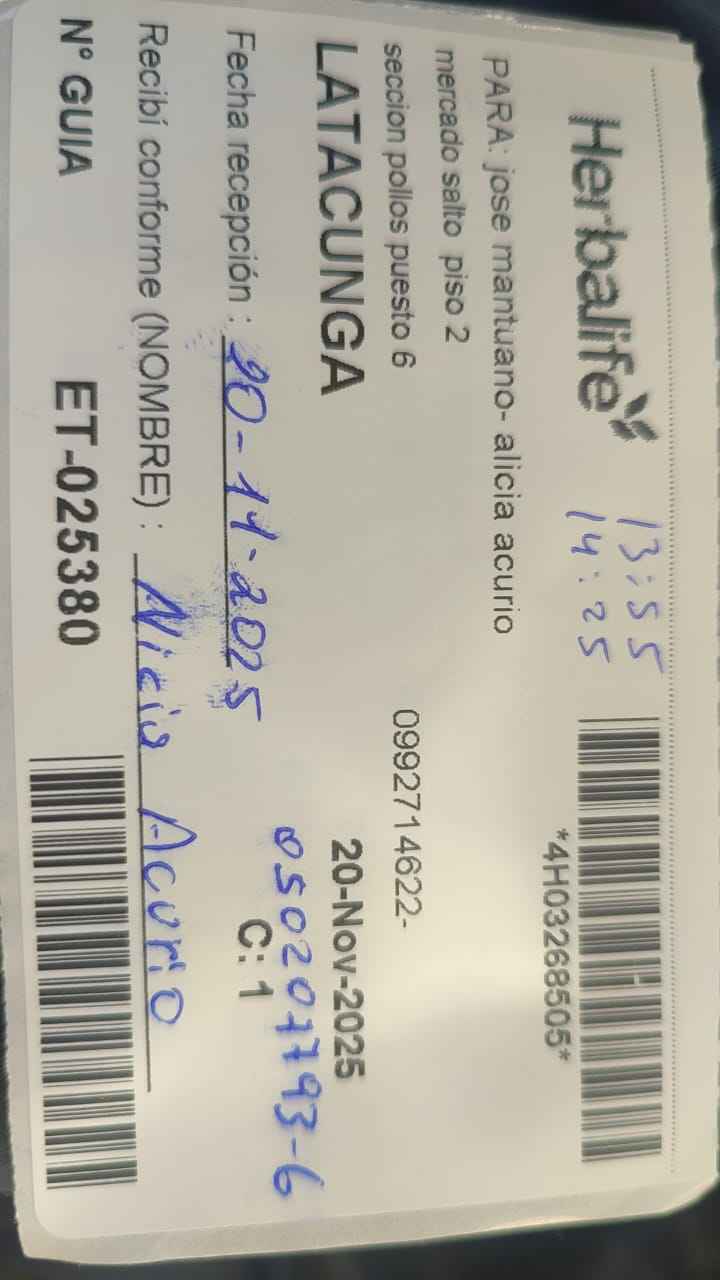 Herbalife
13:55
14:25
*4H03268505*
PARA: jose mantuano- alicia acurio
mercado salto piso 2
seccion pollos puesto 6
0992714622-
LATACUNGA
20-Nov-2025
C: 1
Fecha recepción : 20-11-2025
050201793-6
Recibí conforme (NOMBRE) : Alicia Acurio
N° GUIA ET-025380